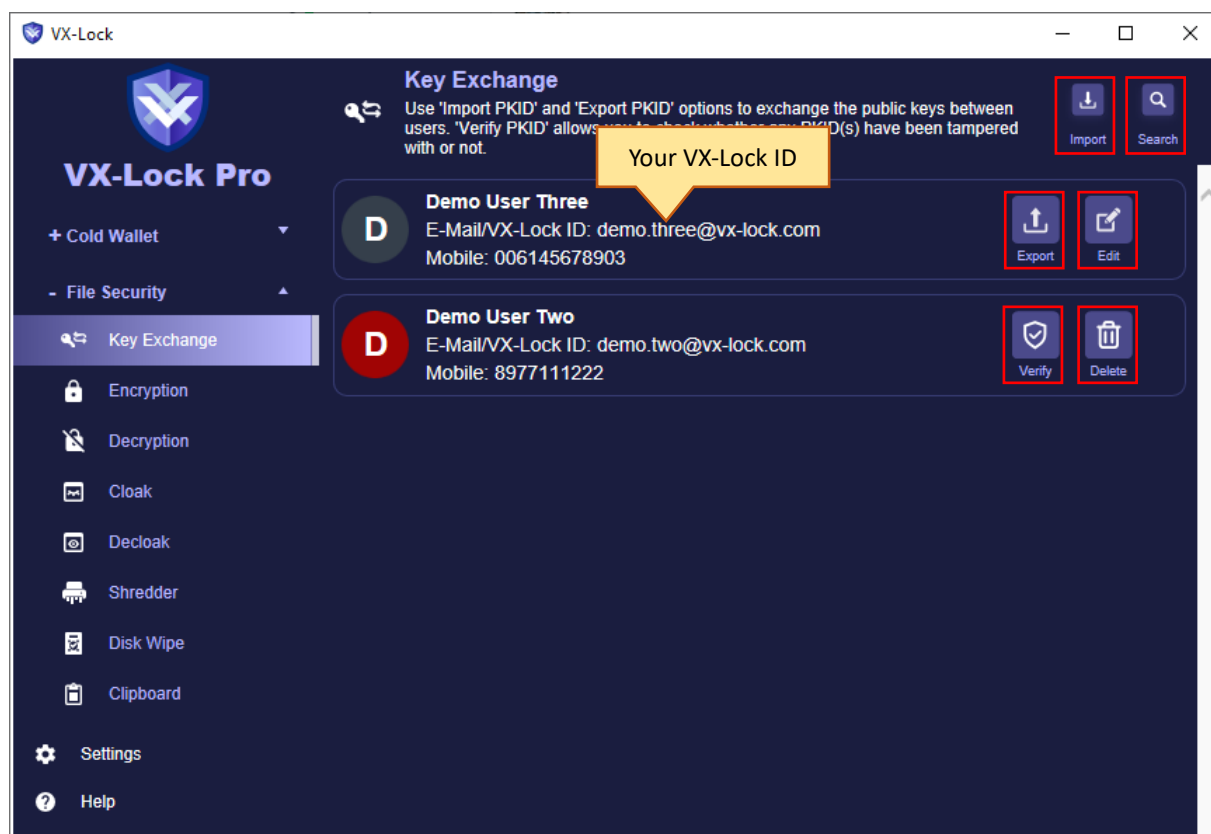 VX-Lock
VX-Lock Pro
+ Cold Wallet
- File Security
Key Exchange
Encryption
Decryption
Cloak
Decloak
Shredder
Disk Wipe
Clipboard
Settings
Help
Key Exchange
Use 'Import PKID' and 'Export PKID' options to exchange the public keys between
users. 'Verify PKID' allows have been tampered
with or not.
Import
Search
Your VX-Lock ID
D
Demo User Three
E-Mail/VX-Lock ID: demo.three@vx-lock.com
Mobile: 006145678903
Export
Edit
D
Demo User Two
E-Mail/VX-Lock ID: demo.two@vx-lock.com
Mobile: 8977111222
Verify
Delete